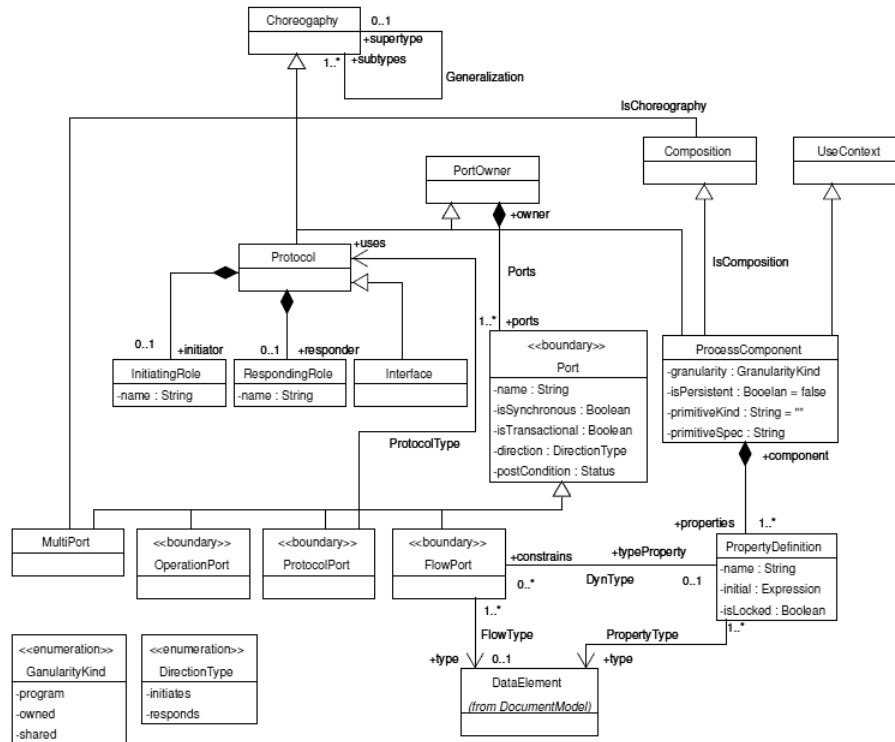 Choreogaphy
0..1
+supertype
1..*
+subtypes
Generalization
IsChoreography
Composition
UseContext
PortOwner
+owner
+uses
Protocol
Ports
IsComposition
0..1
+initiator
0..1
+responder
1..*
+ports
InitiatingRole
-name : String
RespondingRole
-name : String
Interface
<<boundary>>
Port
-name : String
-isSynchronous : Boolean
-isTransactional : Boolean
-direction : DirectionType
-postCondition : Status
ProcessComponent
-granularity : GranularityKind
-isPersistent : Booelan = false
-primitiveKind : String = ""
-primitiveSpec : String
ProtocolType
+component
+properties
1..*
MultiPort
<<boundary>>
OperationPort
<<boundary>>
ProtocolPort
<<boundary>>
FlowPort
+constrains
+typeProperty
0..*
DynType
0..1
PropertyDefinition
-name : String
-initial : Expression
-isLocked : Boolean
1..*
FlowType
PropertyType
1..*
+type
0..1
+type
<<enumeration>>
GanularityKind
-program
-owned
-shared
<<enumeration>>
DirectionType
-initiates
-responds
DataElement
(from DocumentModel)